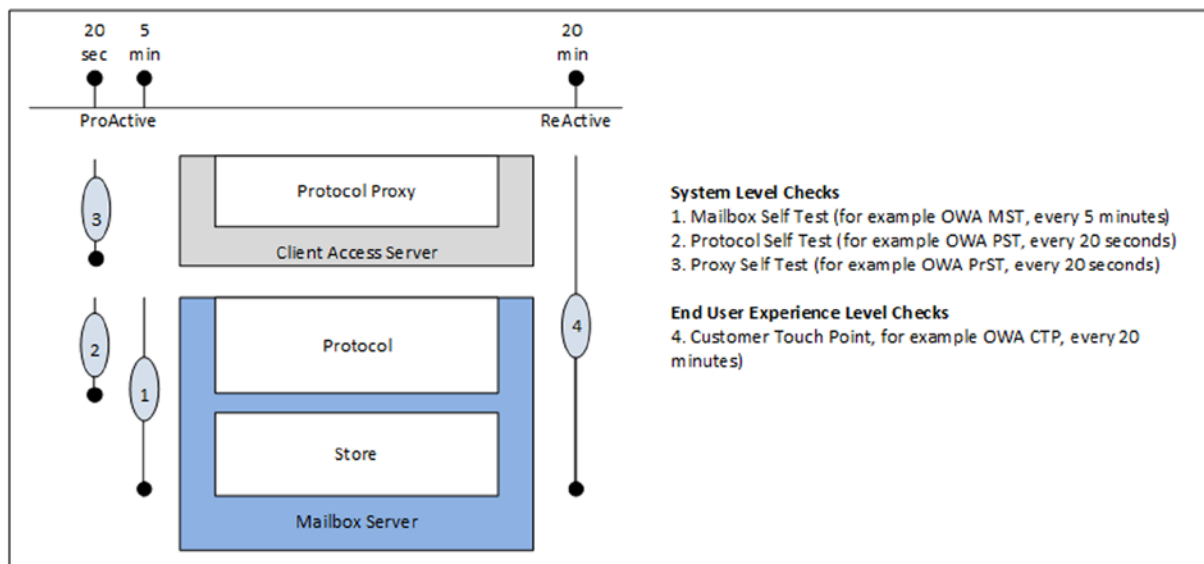 20 5 20
sec min min
ProActive ReActive
Protocol Proxy
3
Client Access Server
System Level Checks
1. Mailbox Self Test (for example OWA MST, every 5 minutes)
2. Protocol Self Test (for example OWA PST, every 20 seconds)
3. Proxy Self Test (for example OWA PrST, every 20 seconds)
End User Experience Level Checks
4. Customer Touch Point, for example OWA CTP, every 20
minutes)
4
Protocol
2
1
Store
Mailbox Server